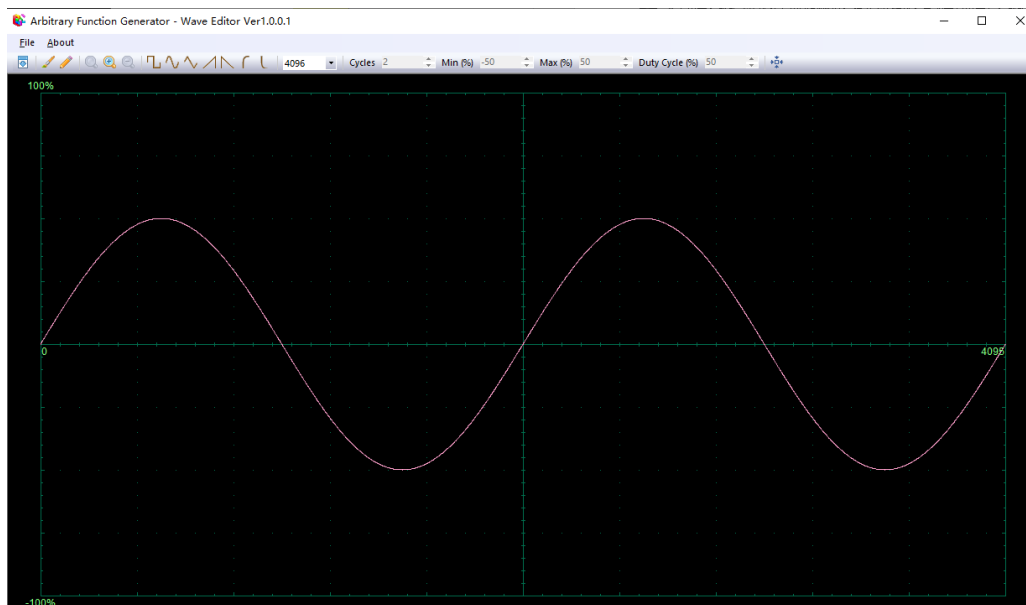 Arbitrary Function Generator - Wave Editor Ver1.0.0.1
File About
4096 Cycles 2 Min (%) -50 Max (%) 50 Duty Cycle (%) 50
100%
0 4095
-100%